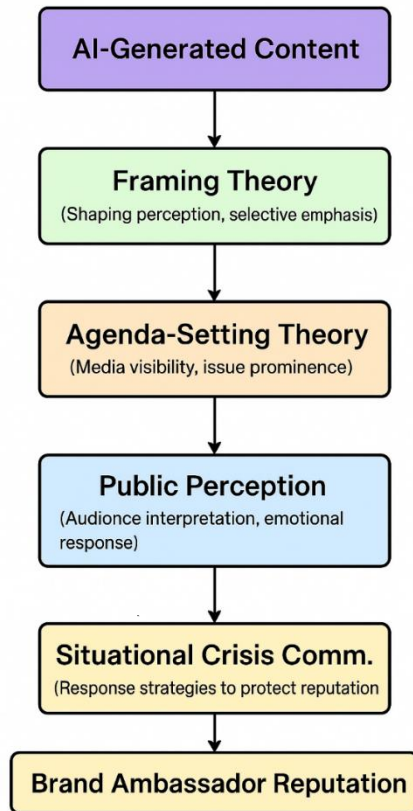 AI-Generated Content
Framing Theory
(Shaping perception, selective emphasis)
Agenda-Setting Theory
(Media visibility, issue prominence)
Public Perception
(Audionce interpretation, emotional
response)
Situational Crisis Comm.
(Response strategies to protect reputation
Brand Ambassador Reputation